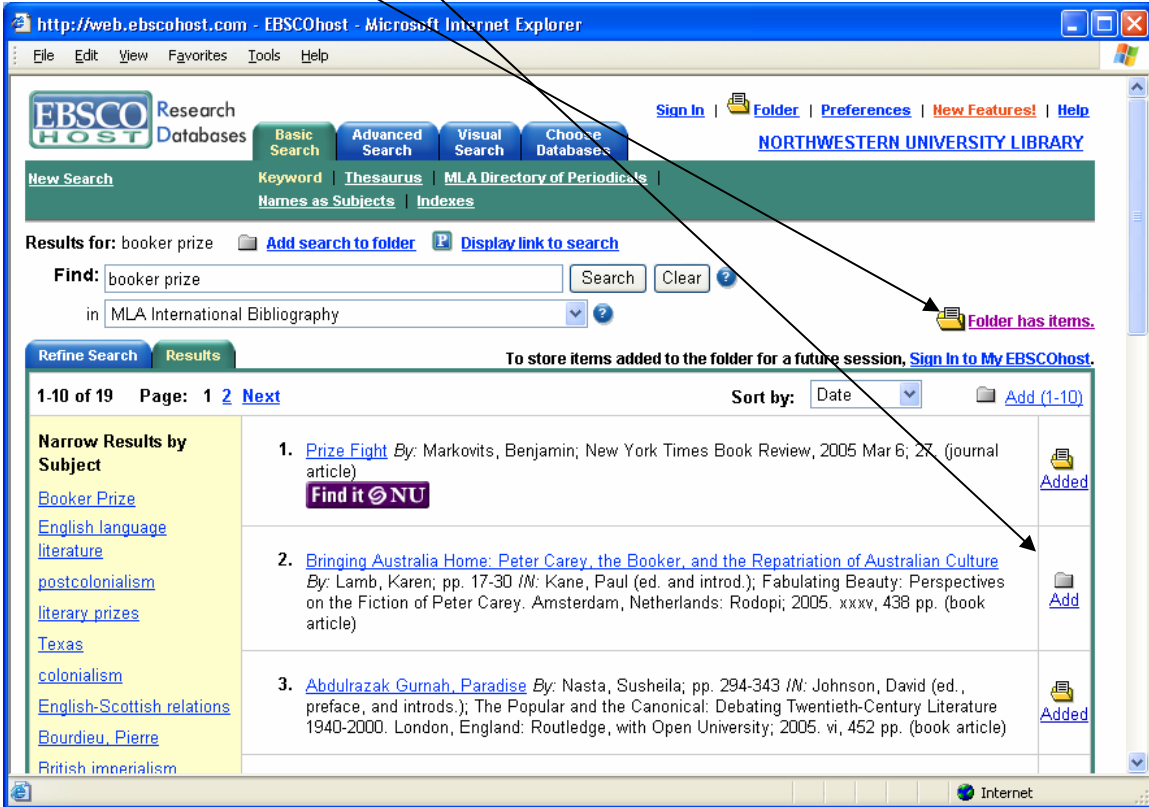 http://web.ebscohost.com - EBSCOhost - Microsoft Internet Explorer
File Edit View Favorites Tools Help
EBSCO HOST Research Databases
Sign In | Folder | Preferences | New Features! | Help
Basic Search Advanced Search Visual Search Choose Databases
NORTHWESTERN UNIVERSITY LIBRARY
New Search
Keyword | Thesaurus | MLA Directory of Periodicals |
Names as Subjects | Indexes
Results for: booker prize Add search to folder P Display link to search
Find: booker prize Search Clear ?
in MLA International Bibliography ?
Folder has items.
Refine Search Results
To store items added to the folder for a future session, Sign In to My EBSCOhost.
1-10 of 19 Page: 1 2 Next
Sort by: Date Add (1-10)
Narrow Results by
Subject
Booker Prize
English language
literature
postcolonialism
literary prizes
Texas
colonialism
English-Scottish relations
Bourdieu, Pierre
British imperialism
1. Prize Fight By: Markovits, Benjamin; New York Times Book Review, 2005 Mar 6; 27. (journal
article)
Find it @ NU
Added
2. Bringing Australia Home: Peter Carey, the Booker, and the Repatriation of Australian Culture
By: Lamb, Karen; pp. 17-30 IN: Kane, Paul (ed. and introd.); Fabulating Beauty: Perspectives
on the Fiction of Peter Carey. Amsterdam, Netherlands: Rodopi; 2005. xxxv, 438 pp. (book
article)
Add
3. Abdulrazak Gurnah, Paradise By: Nasta, Susheila; pp. 294-343 IN: Johnson, David (ed.,
preface, and introds.); The Popular and the Canonical: Debating Twentieth-Century Literature
1940-2000. London, England: Routledge, with Open University; 2005. vi, 452 pp. (book article)
Added
Internet